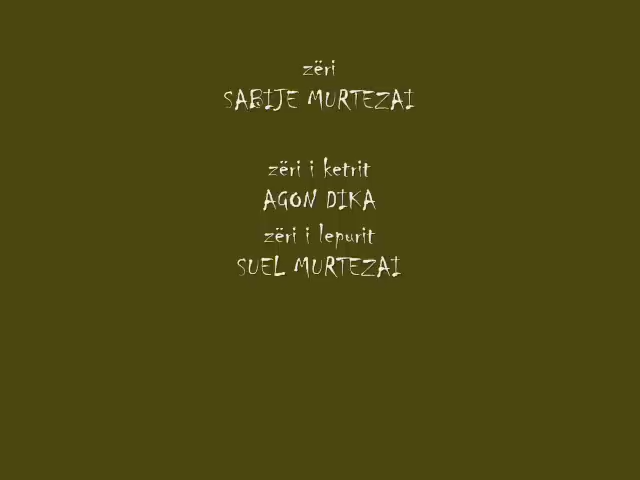 zëri
SABIJE MURTEZAI
zëri i ketrit
AGON DIKA
zëri i lepurit
SUEL MURTEZAI